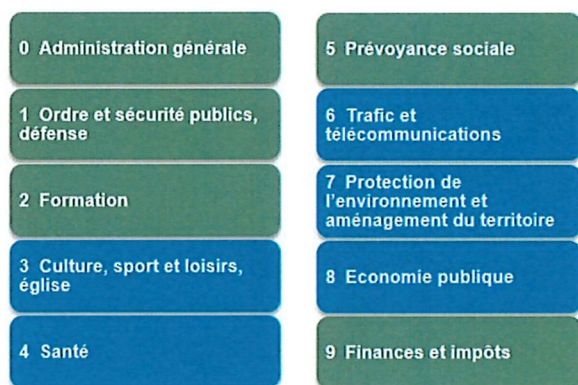 0 Administration générale
1 Ordre et sécurité publics,
défense
2 Formation
3 Culture, sport et loisirs,
église
4 Santé
5 Prévoyance sociale
6 Trafic et
télécommunications
7 Protection de
l'environnement et
aménagement du territoire
8 Economie publique
9 Finances et impôts